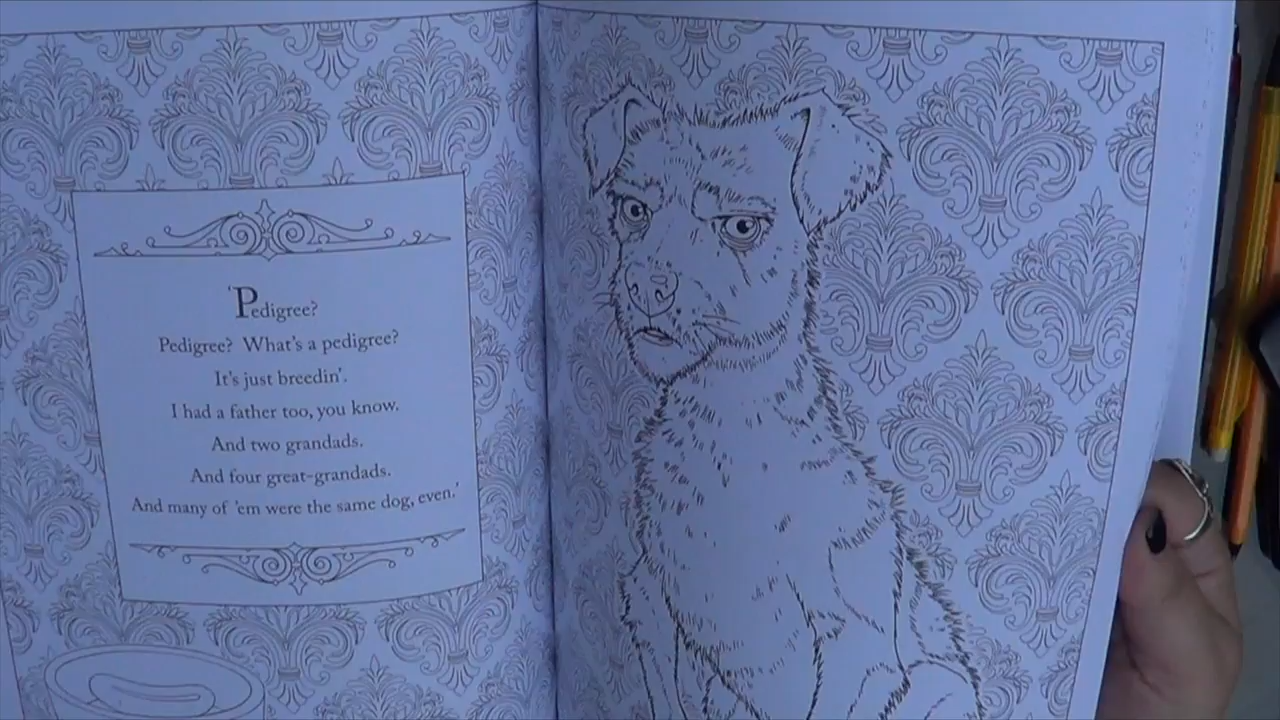 'Pedigree?
Pedigree? What's a pedigree?
It's just breedin'.
I had a father too, you know.
And two grandads.
And four great-grandads.
And many of 'em were the same dog, even.'